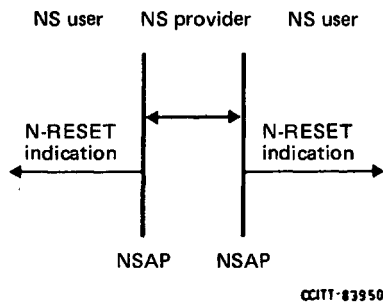 NS user NS provider NS user
N-RESET indication
N-RESET indication
NSAP NSAP
CCITT-83950